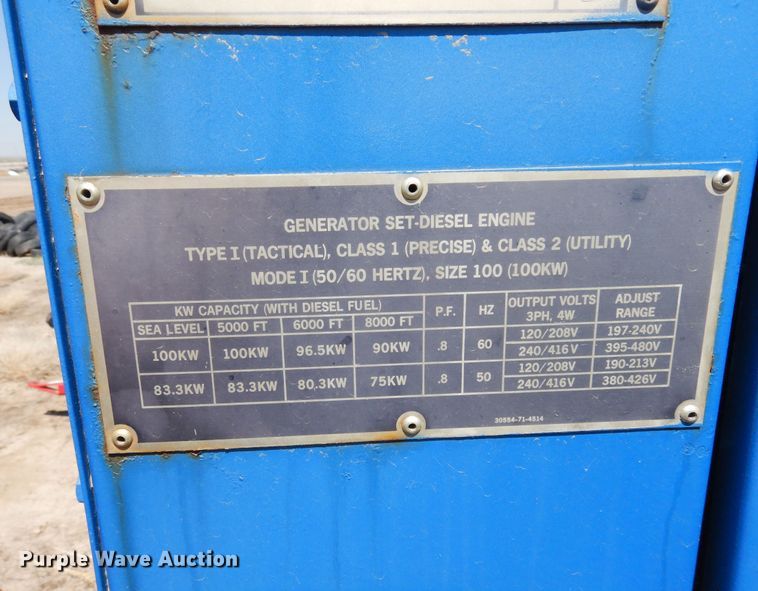 GENERATOR SET-DIESEL ENGINE
TYPE I (TACTICAL), CLASS 1 (PRECISE) & CLASS 2 (UTILITY)
MODE I (50/60 HERTZ), SIZE 100 (100KW)
KW CAPACITY (WITH DIESEL FUEL) P.F. HZ OUTPUT VOLTS 3PH, 4W ADJUST RANGE
SEA LEVEL 5000 FT 6000 FT 8000 FT
100KW 100KW 96.5KW 90KW .8 60 120/208V 197-240V
240/416V 395-480V
83.3KW 83.3KW 80.3KW 75KW .8 50 120/208V 190-213V
240/416V 380-426V
30554-71-4514
Purple Wave Auction